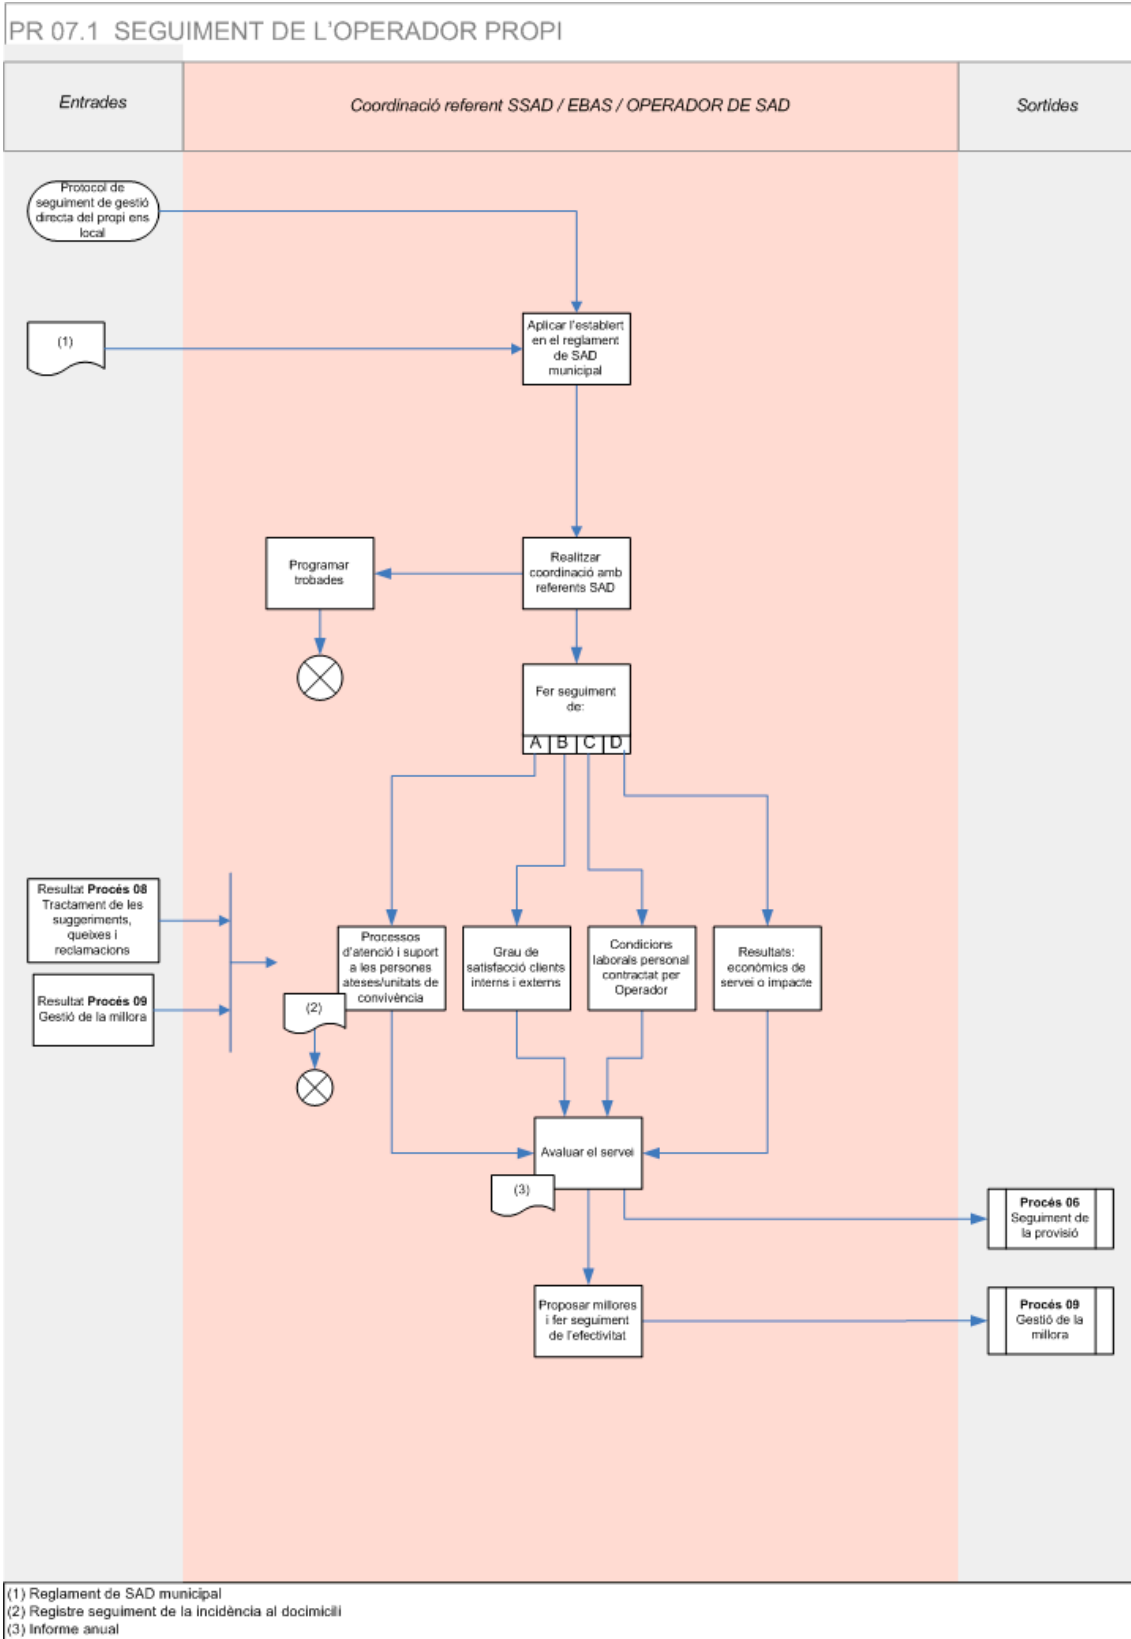 PR 07.1 SEGUIMENT DE L'OPERADOR PROPI
Entrades
Coordinació referent SSAD / EBAS / OPERADOR DE SAD
Sortides
Protocol de
seguiment de gestió
directa del propi ens
local
(1)
Aplicar l'establert
en el reglament
de SAD
municipal
Programar
trobades
Realitzar
coordinació amb
referents SAD
Fer seguiment
de:
A B C D
Resultat Procés 08
Tractament de les
suggeriments,
queixes i
reclamacions
Resultat Procés 09
Gestió de la millora
Processos
d'atenció i suport
a les persones
ateses/unitats de
convivència
(2)
Grau de
satisfacció clients
interns i externs
Condicions
laborals personal
contractat per
Operador
Resultats:
econòmics de
servei o impacte
Avaluar el servei
(3)
Procés 06
Seguiment de
la provisió
Proposar millores
i fer seguiment
de l'efectivitat
Procés 09
Gestió de la
millora
(1) Reglament de SAD municipal
(2) Registre seguiment de la incidència al docimicili
(3) Informe anual